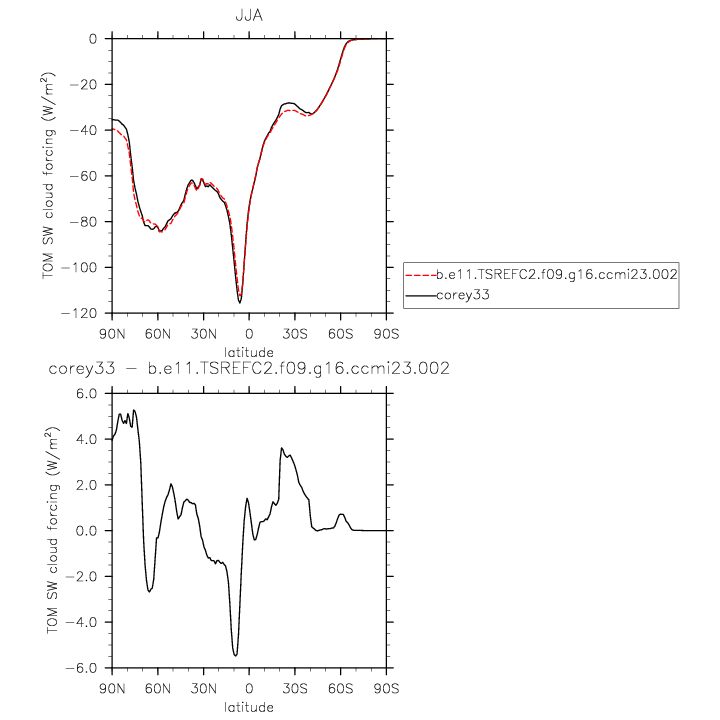 JJA
TOM SW cloud forcing (W/m²)
0
−20
−40
−60
−80
−100
−120
90N 60N 30N 0 30S 60S 90S
latitude
b.e11.TSREFC2.f09.g16.ccmi23.002
corey33
corey33 − b.e11.TSREFC2.f09.g16.ccmi23.002
TOM SW cloud forcing (W/m²)
6.0
4.0
2.0
0.0
−2.0
−4.0
−6.0
90N 60N 30N 0 30S 60S 90S
latitude